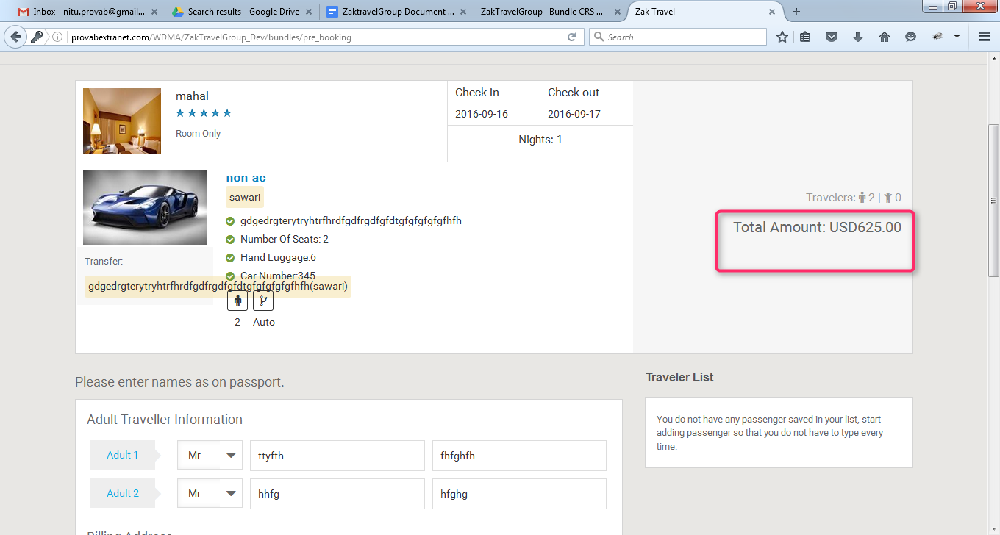 Inbox - nitu.provab@gmail...
Search results - Google Drive
ZaktravelGroup Document ...
ZakTravelGroup | Bundle CRS ...
Zak Travel
provabextranet.com/WDMA/ZakTravelGroup_Dev/bundles/pre_booking
Search
mahal
Room Only
Check-in
2016-09-16
Check-out
2016-09-17
Nights: 1
non ac
sawari
gdgedrgterytryhtrfhrdfgdfrgdfgfdtgfgfgfgfgfhfh
Number Of Seats: 2
Hand Luggage:6
Car Number:345
Transfer:
gdgedrgterytryhtrfhrdfgdfrgdfgfdtgfgfgfgfgfhfh(sawari)
2
Auto
Travelers: 2 | 0
Total Amount: USD625.00
Please enter names as on passport.
Adult Traveller Information
Adult 1
Mr
ttyfth
fhfghfh
Adult 2
Mr
hhfg
hfghg
Traveler List
You do not have any passenger saved in your list, start
adding passenger so that you do not have to type every
time.
Billing Address